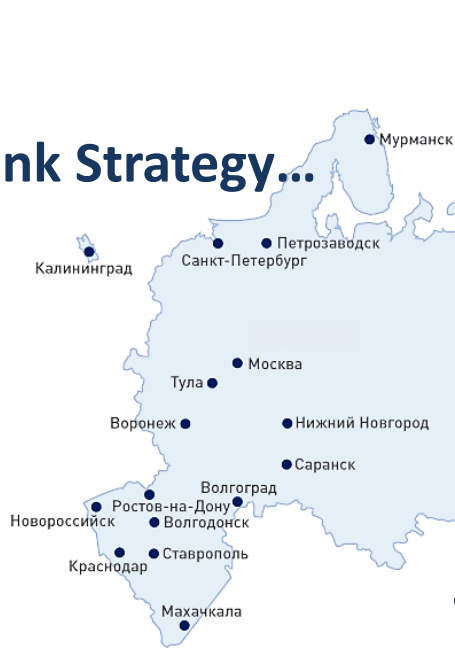 nk Strategy...
Мурманск
Петрозаводск
Санкт-Петербург
Калининград
Москва
Тула
Воронеж
Нижний Новгород
Саранск
Волгоград
Ростов-на-Дону
Новороссийск
Волгодонск
Ставрополь
Краснодар
Махачкала